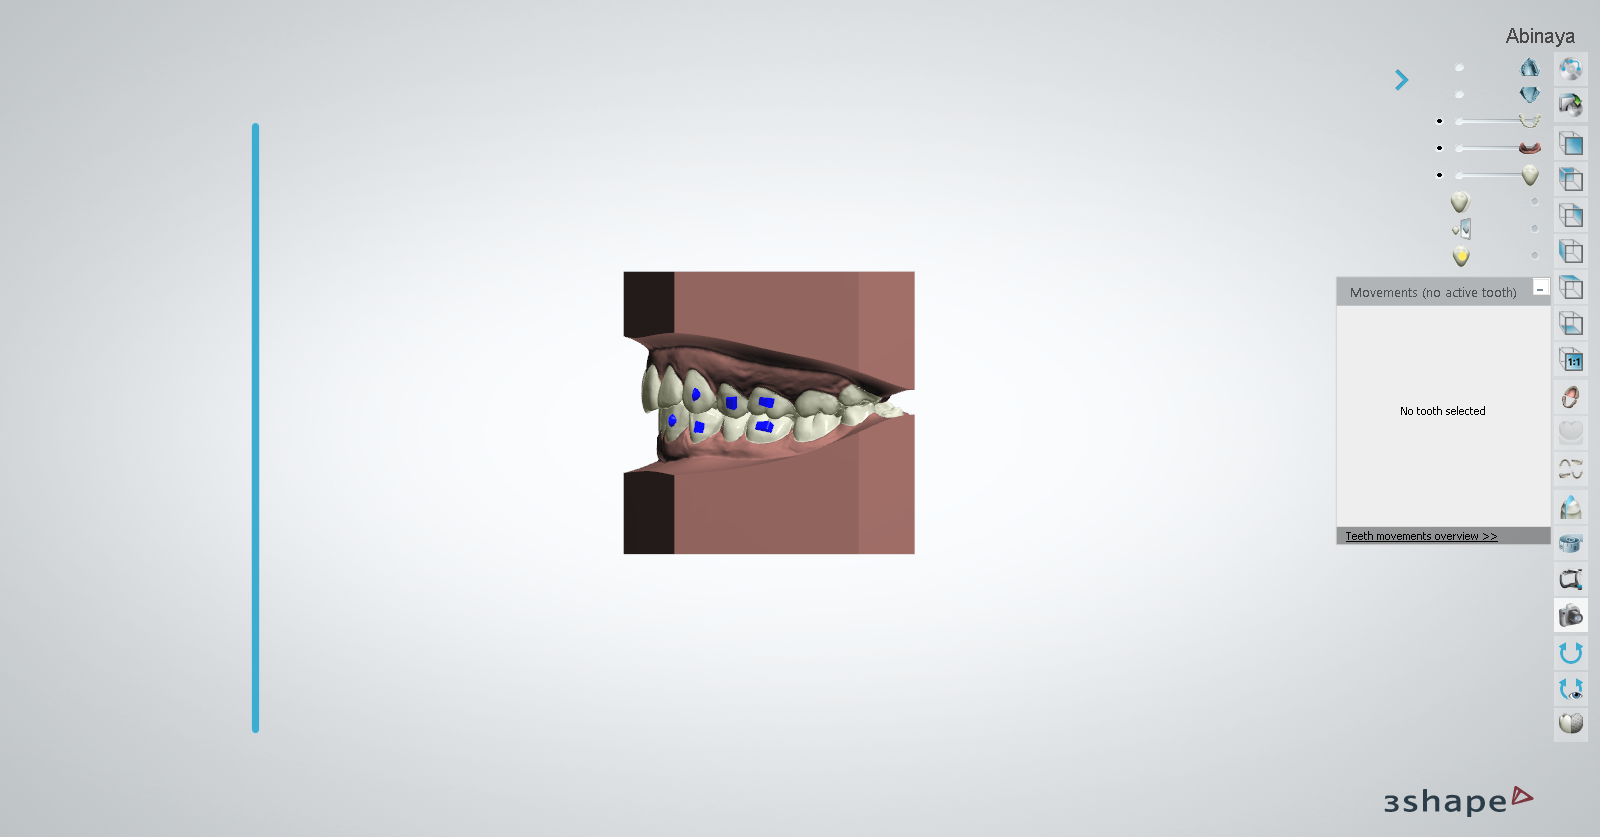 Abinaya
Movements (no active tooth)
No tooth selected
Teeth movements overview >>
1:1
3shape